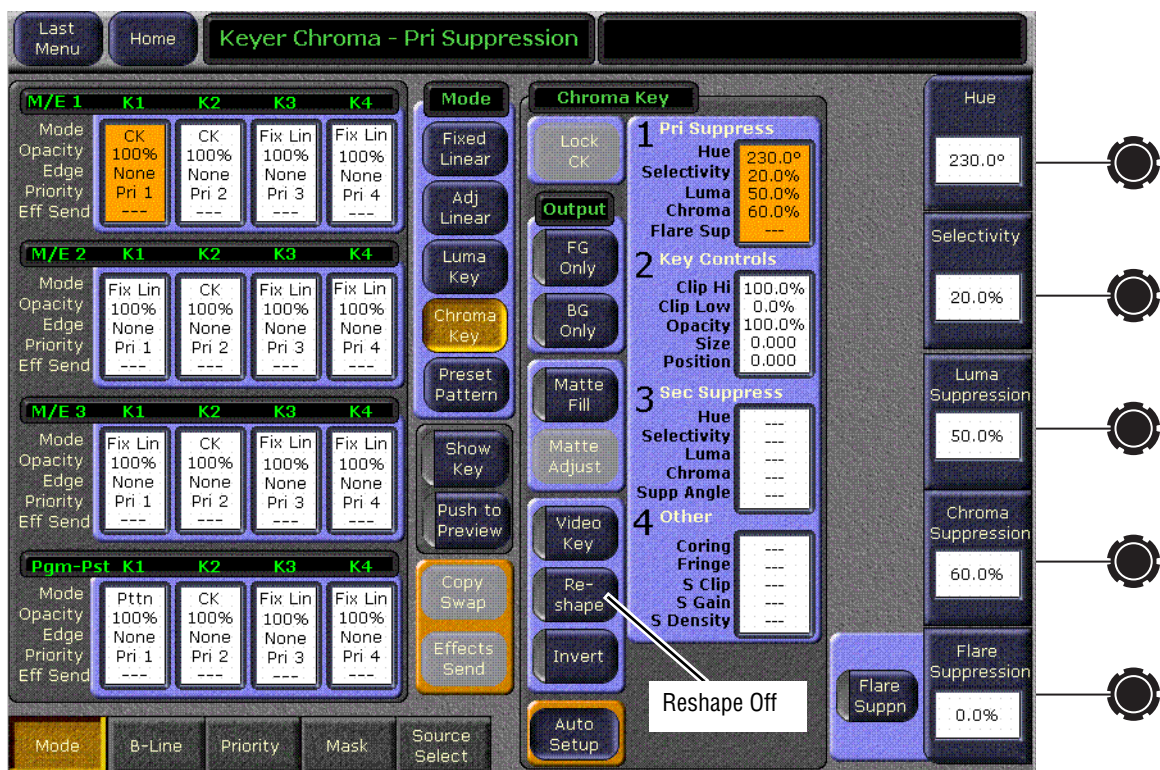 Last
Menu
Home
Keyer Chroma - Pri Suppression
M/E 1 K1 K2 K3 K4
Mode CK CK Fix Lin Fix Lin
Opacity 100% 100% 100% 100%
Edge None None None None
Priority Pri 1 Pri 2 Pri 3 Pri 4
Eff Send --- --- --- ---
M/E 2 K1 K2 K3 K4
Mode Fix Lin CK Fix Lin Fix Lin
Opacity 100% 100% 100% 100%
Edge None None None None
Priority Pri 1 Pri 2 Pri 3 Pri 4
Eff Send --- --- --- ---
M/E 3 K1 K2 K3 K4
Mode Fix Lin CK Fix Lin Fix Lin
Opacity 100% 100% 100% 100%
Edge None None None None
Priority Pri 1 Pri 2 Pri 3 Pri 4
Eff Send --- --- --- ---
Pgm-Pst K1 K2 K3 K4
Mode Pttn CK Fix Lin Fix Lin
Opacity 100% 100% 100% 100%
Edge None None None None
Priority Pri 1 Pri 2 Pri 3 Pri 4
Eff Send --- --- --- ---
Mode
Fixed
Linear
Adj
Linear
Luma
Key
Chroma
Key
Preset
Pattern
Show
Key
Push to
Preview
Copy
Swap
Effects
Send
Chroma Key
Lock
CK
Output
FG
Only
BG
Only
Matte
Fill
Matte
Adjust
Video
Key
Re-
shape
Invert
Auto
Setup
1 Pri Suppress
Hue 230.0º
Selectivity 20.0%
Luma 50.0%
Chroma 60.0%
Flare Sup ---
2 Key Controls
Clip Hi 100.0%
Clip Low 0.0%
Opacity 100.0%
Size 0.000
Position 0.000
3 Sec Suppress
Hue ---
Selectivity ---
Luma ---
Chroma ---
Supp Angle ---
4 Other
Coring ---
Fringe ---
S Clip ---
S Gain ---
S Density ---
Reshape Off
Flare
Suppn
Hue
230.0º
Selectivity
20.0%
Luma
Suppression
50.0%
Chroma
Suppression
60.0%
Flare
Suppression
0.0%
Mode
B-Line
Priority
Mask
Source
Select